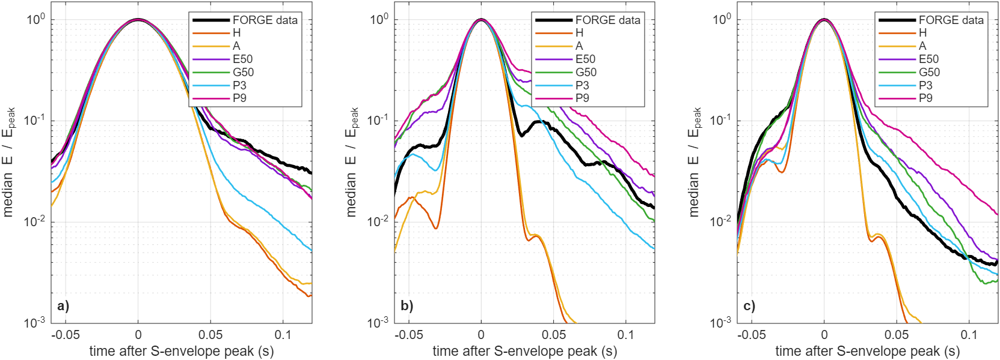 10^0
10^-1
10^-2
10^-3
median E / E_peak
-0.05 0 0.05 0.1
time after S-envelope peak (s)
FORGE data
H
A
E50
G50
P3
P9
a)
10^0
10^-1
10^-2
10^-3
median E / E_peak
-0.05 0 0.05 0.1
time after S-envelope peak (s)
FORGE data
H
A
E50
G50
P3
P9
b)
10^0
10^-1
10^-2
10^-3
median E / E_peak
-0.05 0 0.05 0.1
time after S-envelope peak (s)
FORGE data
H
A
E50
G50
P3
P9
c)